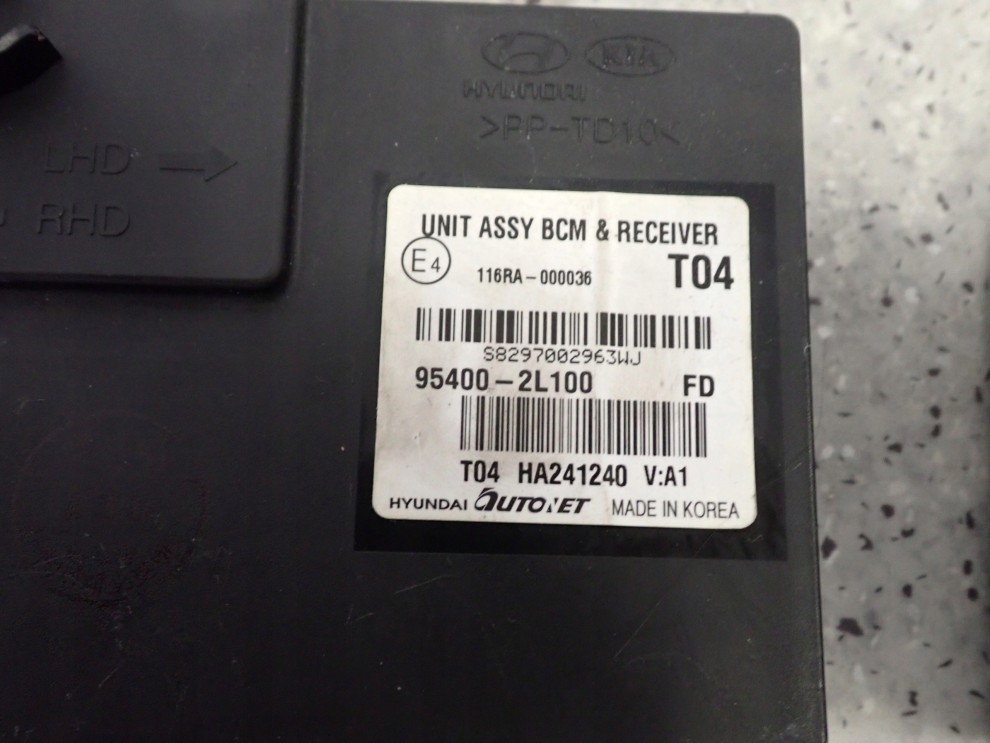 KIA
HYUNDAI
>PP-TD10<
LHD →
RHD
UNIT ASSY BCM & RECEIVER
E4
116RA-000036
T04
S8297002963WJ
95400-2L100 FD
T04 HA241240 V:A1
HYUNDAI AUTONET MADE IN KOREA